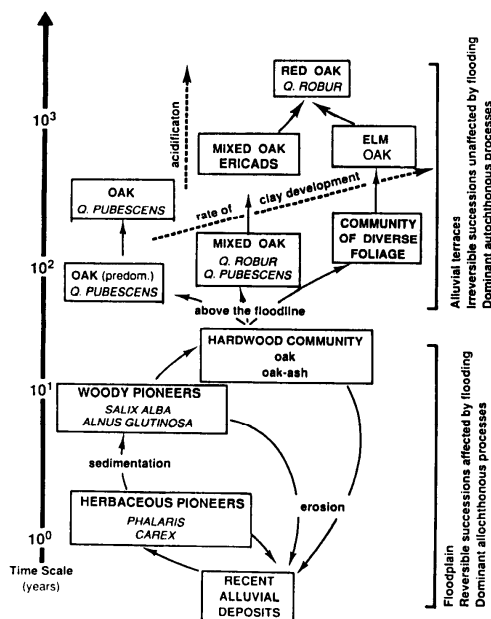 RED OAK
Q. ROBUR
10³
acidificaton
MIXED OAK
ERICADS
ELM
OAK
OAK
Q. PUBESCENS
rate of clay development
MIXED OAK
Q. ROBUR
Q. PUBESCENS
COMMUNITY
OF DIVERSE
FOLIAGE
10²
OAK (predom.)
Q. PUBESCENS
above the floodline
HARDWOOD COMMUNITY
oak
oak-ash
10¹
WOODY PIONEERS
SALIX ALBA
ALNUS GLUTINOSA
sedimentation
erosion
HERBACEOUS PIONEERS
PHALARIS
CAREX
10⁰
Time Scale
(years)
RECENT
ALLUVIAL
DEPOSITS
Alluvial terraces
Irreversible successions unaffected by flooding
Dominant autochthonous processes
Floodplain
Reversible successions affected by flooding
Dominant allochthonous processes